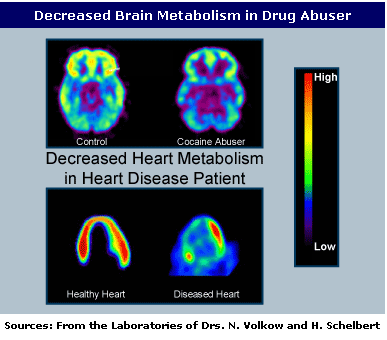 Decreased Brain Metabolism in Drug Abuser
High
Control Cocaine Abuser
Decreased Heart Metabolism
in Heart Disease Patient
Low
Healthy Heart Diseased Heart
Sources: From the Laboratories of Drs. N. Volkow and H. Schelbert